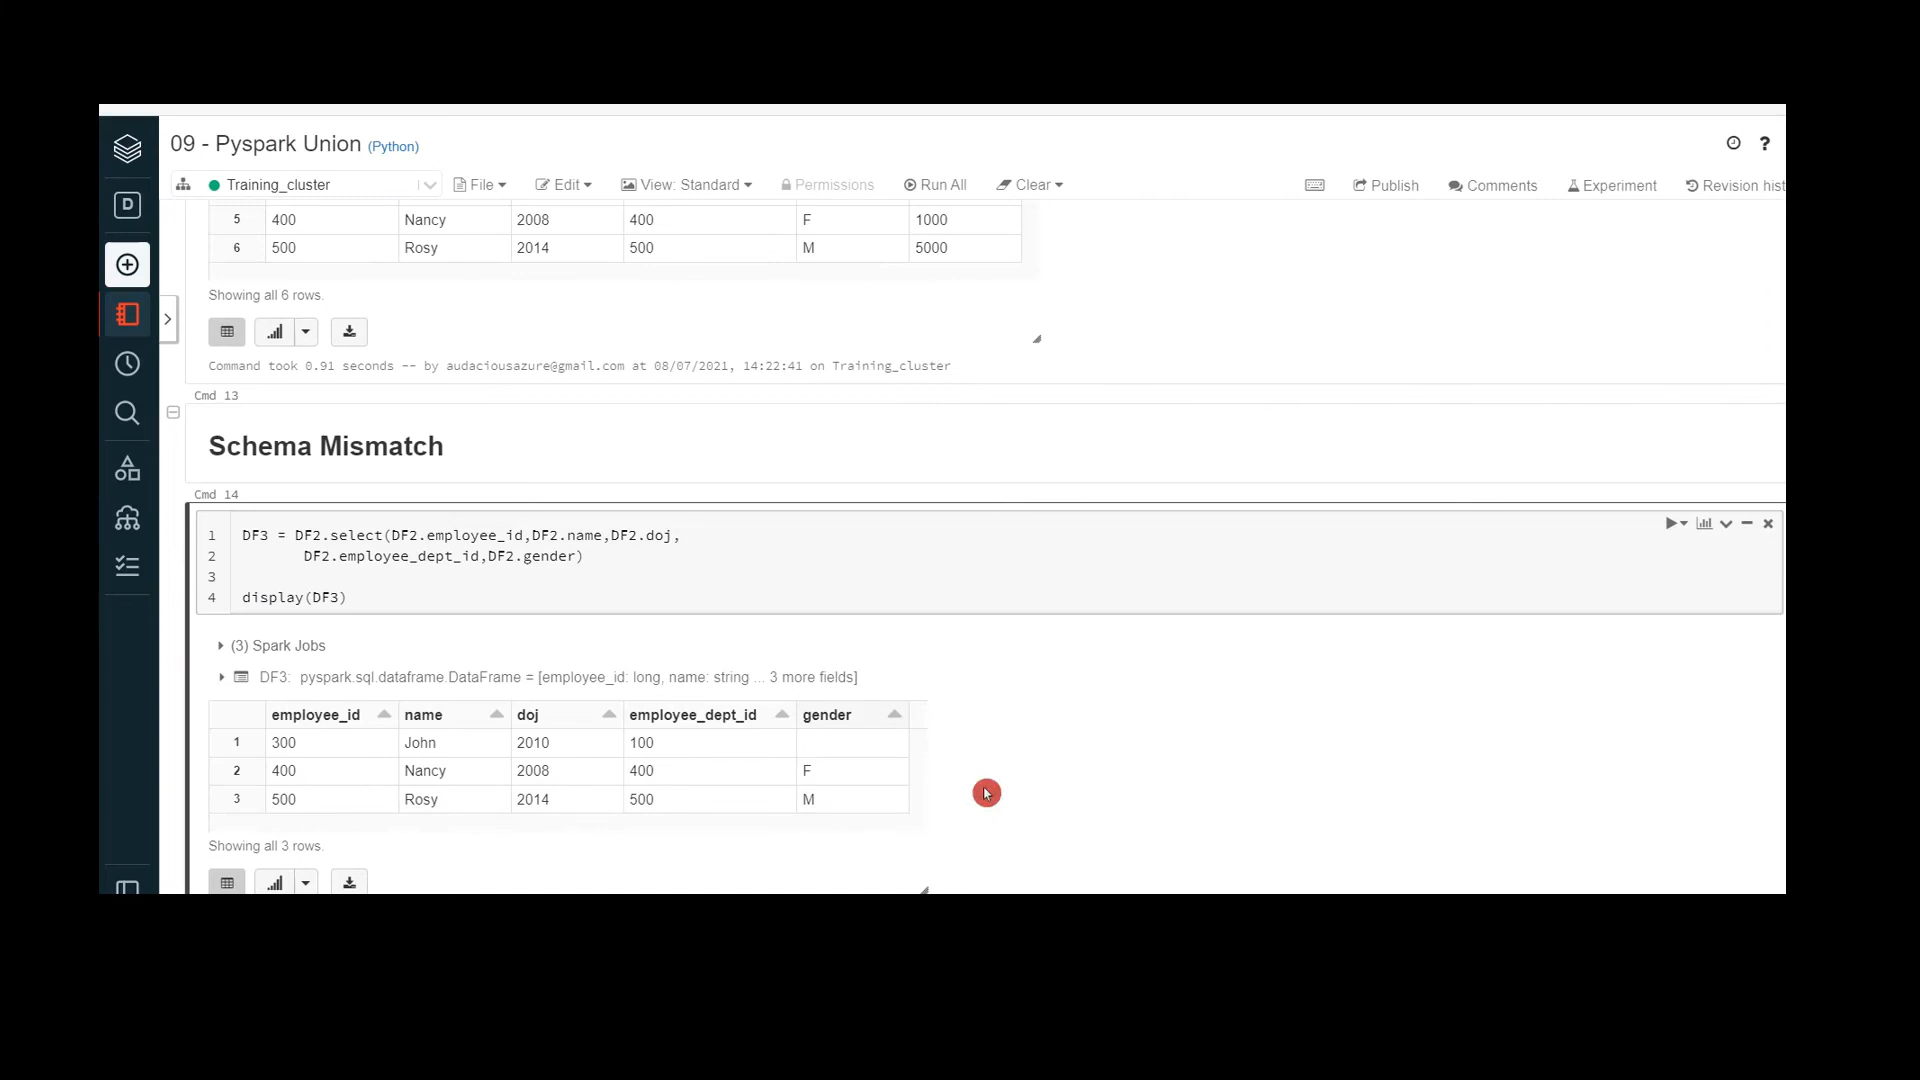 09 - Pyspark Union (Python)
?
Training_cluster File Edit View: Standard Permissions Run All Clear Publish Comments Experiment Revision hist
D
5 400 Nancy 2008 400 F 1000
6 500 Rosy 2014 500 M 5000
Showing all 6 rows.
Command took 0.91 seconds -- by audaciousazure@gmail.com at 08/07/2021, 14:22:41 on Training_cluster
Cmd 13
Schema Mismatch
Cmd 14
1 DF3 = DF2.select(DF2.employee_id,DF2.name,DF2.doj,
2 DF2.employee_dept_id,DF2.gender)
3
4 display(DF3)
(3) Spark Jobs
DF3: pyspark.sql.dataframe.DataFrame = [employee_id: long, name: string ... 3 more fields]
employee_id name doj employee_dept_id gender
1 300 John 2010 100
2 400 Nancy 2008 400 F
3 500 Rosy 2014 500 M
Showing all 3 rows.